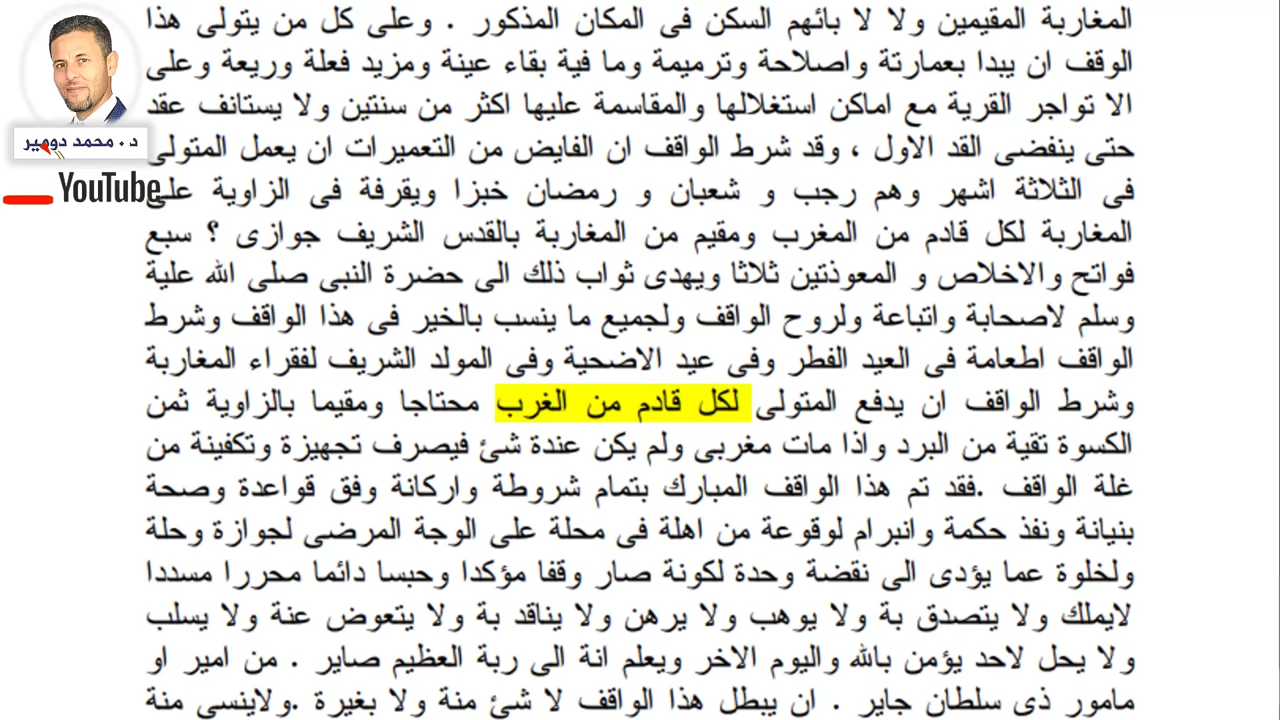 المغاربة المقيمين ولا لا بائهم السكن فى المكان المذكور . وعلى كل من يتولى هذا
الوقف ان يبدا بعمارتة واصلاحة وترميمة وما فية بقاء عينة ومزيد فعلة وريعة وعلى
الا تواجر القرية مع اماكن استغلالها والمقاسمة عليها اكثر من سنتين ولا يستانف عقد
حتى ينفضى القد الاول ، وقد شرط الواقف ان الفايض من التعميرات ان يعمل المتولى
فى الثلاثة اشهر وهم رجب و شعبان و رمضان خبزا ويقرفة فى الزاوية على
المغاربة لكل قادم من المغرب ومقيم من المغاربة بالقدس الشريف جوازى ؟ سبع
فواتح والاخلاص و المعوذتين ثلاثا ويهدى ثواب ذلك الى حضرة النبى صلى الله علية
وسلم لاصحابة واتباعة ولروح الواقف ولجميع ما ينسب بالخير فى هذا الواقف وشرط
الواقف اطعامة فى العيد الفطر وفى عيد الاضحية وفى المولد الشريف لفقراء المغاربة
وشرط الواقف ان يدفع المتولى لكل قادم من الغرب محتاجا ومقيما بالزاوية ثمن
الكسوة تقية من البرد واذا مات مغربى ولم يكن عندة شئ فيصرف تجهيزة وتكفينة من
غلة الواقف .فقد تم هذا الواقف المبارك بتمام شروطة واركانة وفق قواعدة وصحة
بنيانة ونفذ حكمة وانبرام لوقوعة من اهلة فى محلة على الوجة المرضى لجوازة وحلة
ولخلوة عما يؤدى الى نقضة وحدة لكونة صار وقفا مؤكدا وحبسا دائما محررا مسددا
لايملك ولا يتصدق بة ولا يوهب ولا يرهن ولا يناقد بة ولا يتعوض عنة ولا يسلب
ولا يحل لاحد يؤمن بالله واليوم الاخر ويعلم انة الى ربة العظيم صاير . من امير او
مامور ذى سلطان جاير . ان يبطل هذا الواقف لا شئ منة ولا بغيرة .ولاينسى منة
د . محمد دومير
YouTube